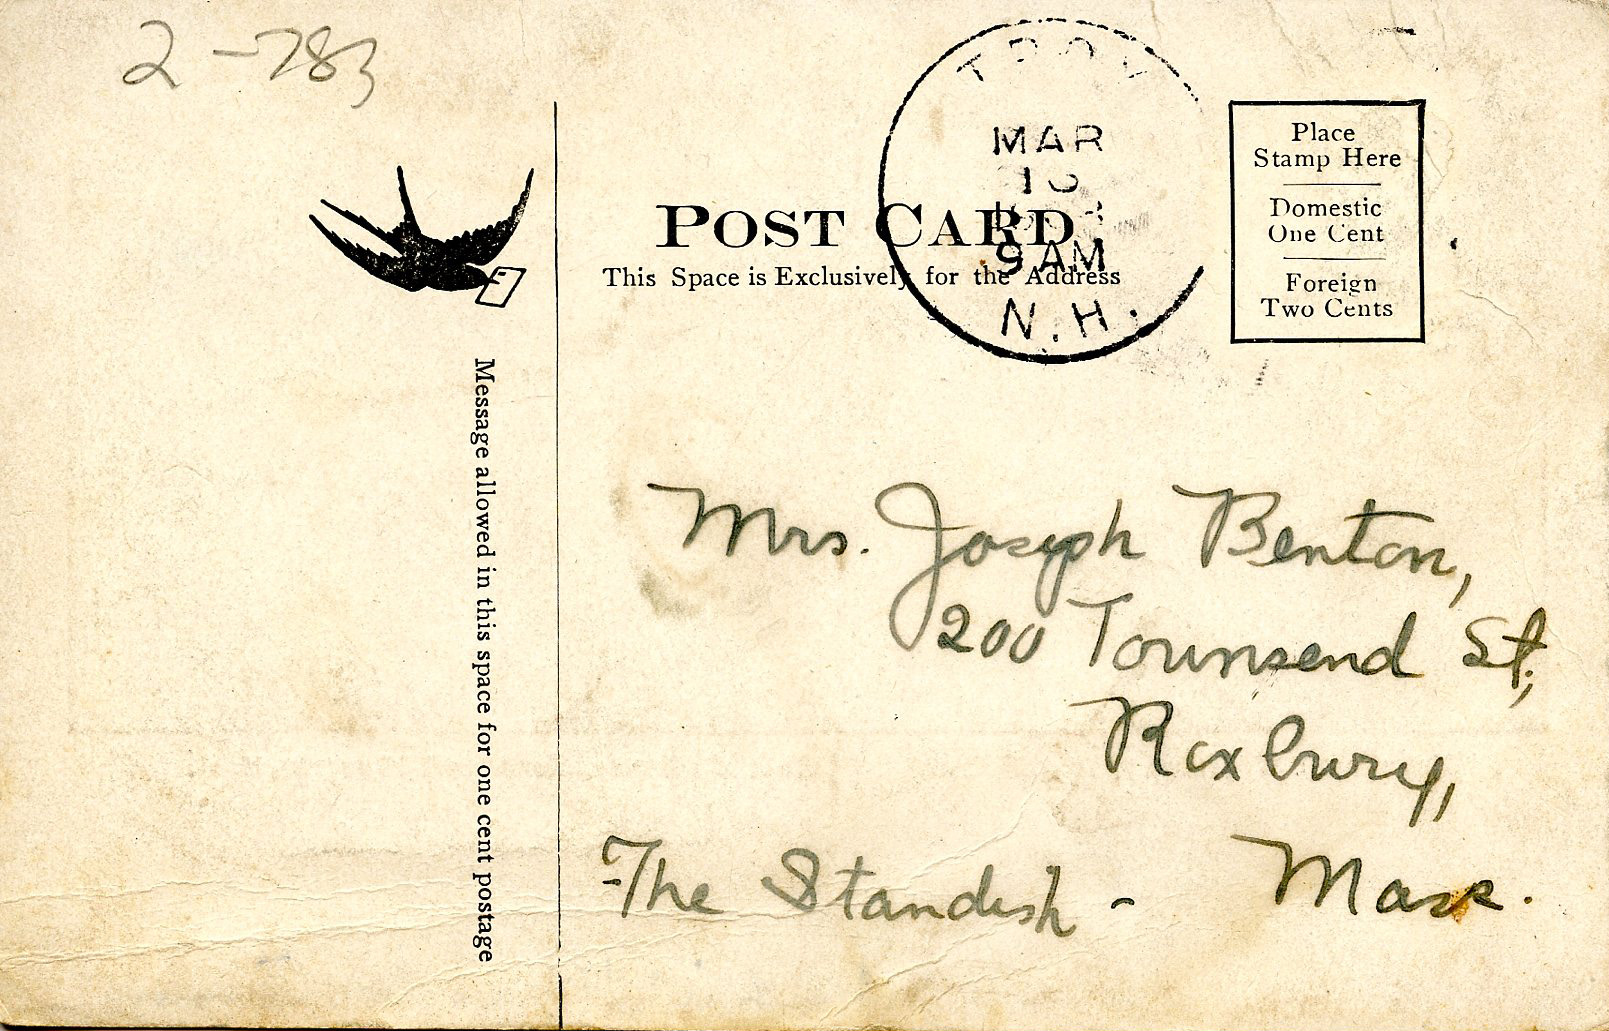 2-783
TROY
MAR
9 AM
N.H.
Place
Stamp Here
Domestic
One Cent
Foreign
Two Cents
POST CARD
This Space is Exclusively for the Address
Message allowed in this space for one cent postage
Mrs. Joseph Benton,
200 Townsend St.,
Roxbury,
The Standish - Mass.